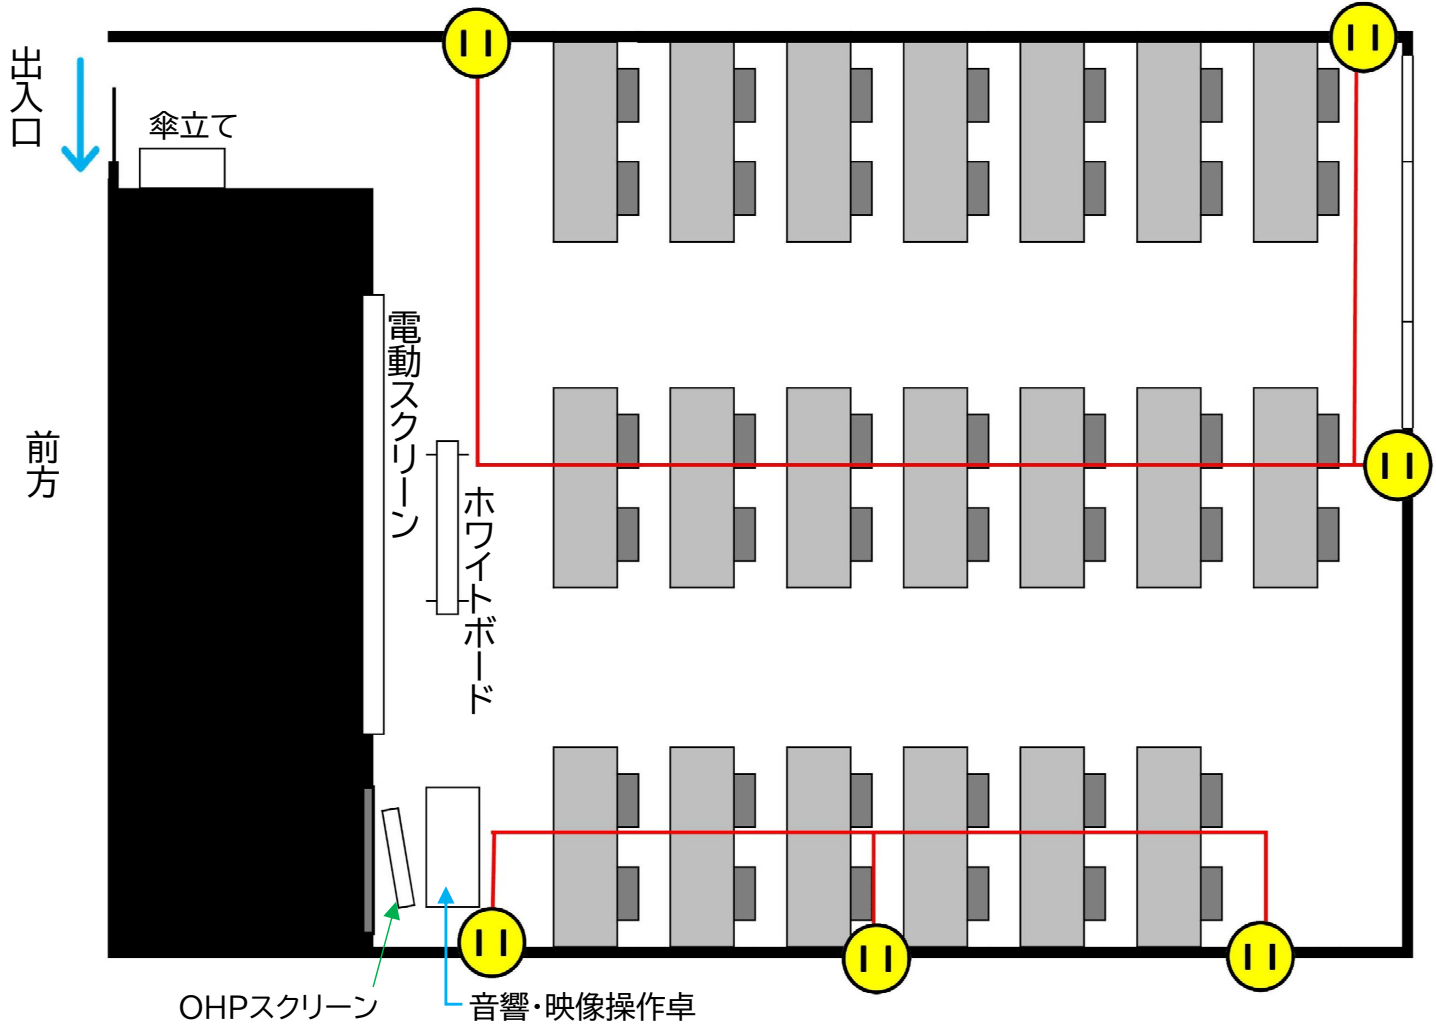 出入口
傘立て
電動スクリーン
前方
ホワイトボード
OHPスクリーン
音響・映像操作卓